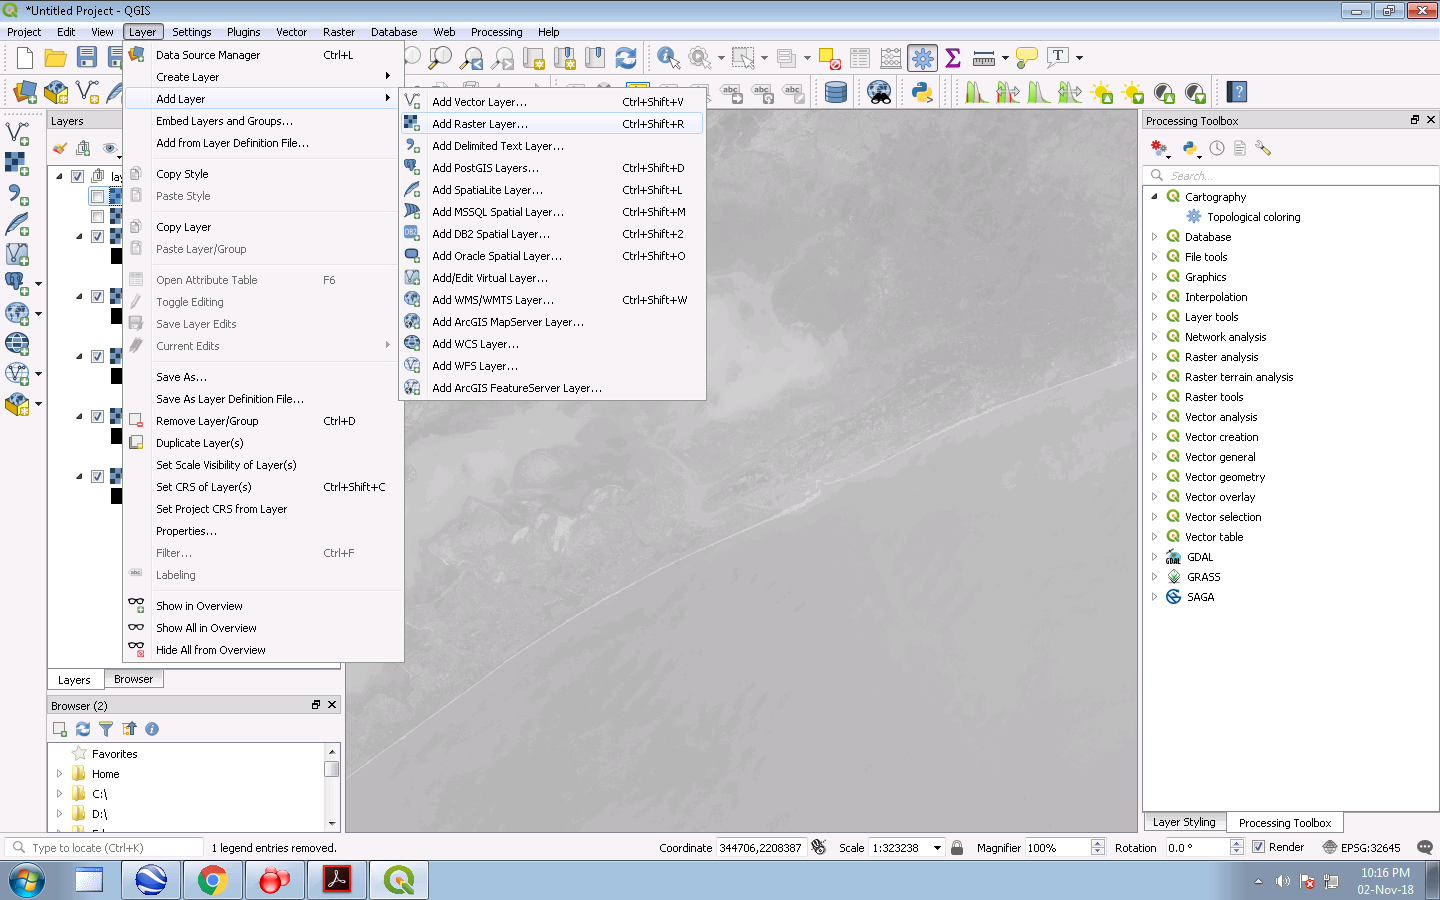 *Untitled Project - QGIS
Project Edit View Layer Settings Plugins Vector Raster Database Web Processing Help
Data Source Manager Ctrl+L
Create Layer
Add Layer
Embed Layers and Groups...
Add from Layer Definition File...
Copy Style
Paste Style
Copy Layer
Paste Layer/Group
Open Attribute Table F6
Toggle Editing
Save Layer Edits
Current Edits
Save As...
Save As Layer Definition File...
Remove Layer/Group Ctrl+D
Duplicate Layer(s)
Set Scale Visibility of Layer(s)
Set CRS of Layer(s) Ctrl+Shift+C
Set Project CRS from Layer
Properties...
Filter... Ctrl+F
Labeling
Show in Overview
Show All in Overview
Hide All from Overview
Add Vector Layer... Ctrl+Shift+V
Add Raster Layer... Ctrl+Shift+R
Add Delimited Text Layer...
Add PostGIS Layers... Ctrl+Shift+D
Add SpatiaLite Layer... Ctrl+Shift+L
Add MSSQL Spatial Layer... Ctrl+Shift+M
Add DB2 Spatial Layer... Ctrl+Shift+2
Add Oracle Spatial Layer... Ctrl+Shift+O
Add/Edit Virtual Layer...
Add WMS/WMTS Layer... Ctrl+Shift+W
Add ArcGIS MapServer Layer...
Add WCS Layer...
Add WFS Layer...
Add ArcGIS FeatureServer Layer...
Layers
Layers Browser
Browser (2)
Favorites
Home
C:\
D:\
Processing Toolbox
Search...
Cartography
Topological coloring
Database
File tools
Graphics
Interpolation
Layer tools
Network analysis
Raster analysis
Raster terrain analysis
Raster tools
Vector analysis
Vector creation
Vector general
Vector geometry
Vector overlay
Vector selection
Vector table
GDAL
GRASS
SAGA
Layer Styling Processing Toolbox
Type to locate (Ctrl+K) 1 legend entries removed. Coordinate 344706,2208387 Scale 1:323238 Magnifier 100% Rotation 0.0 ° Render EPSG:32645
10:16 PM
02-Nov-18